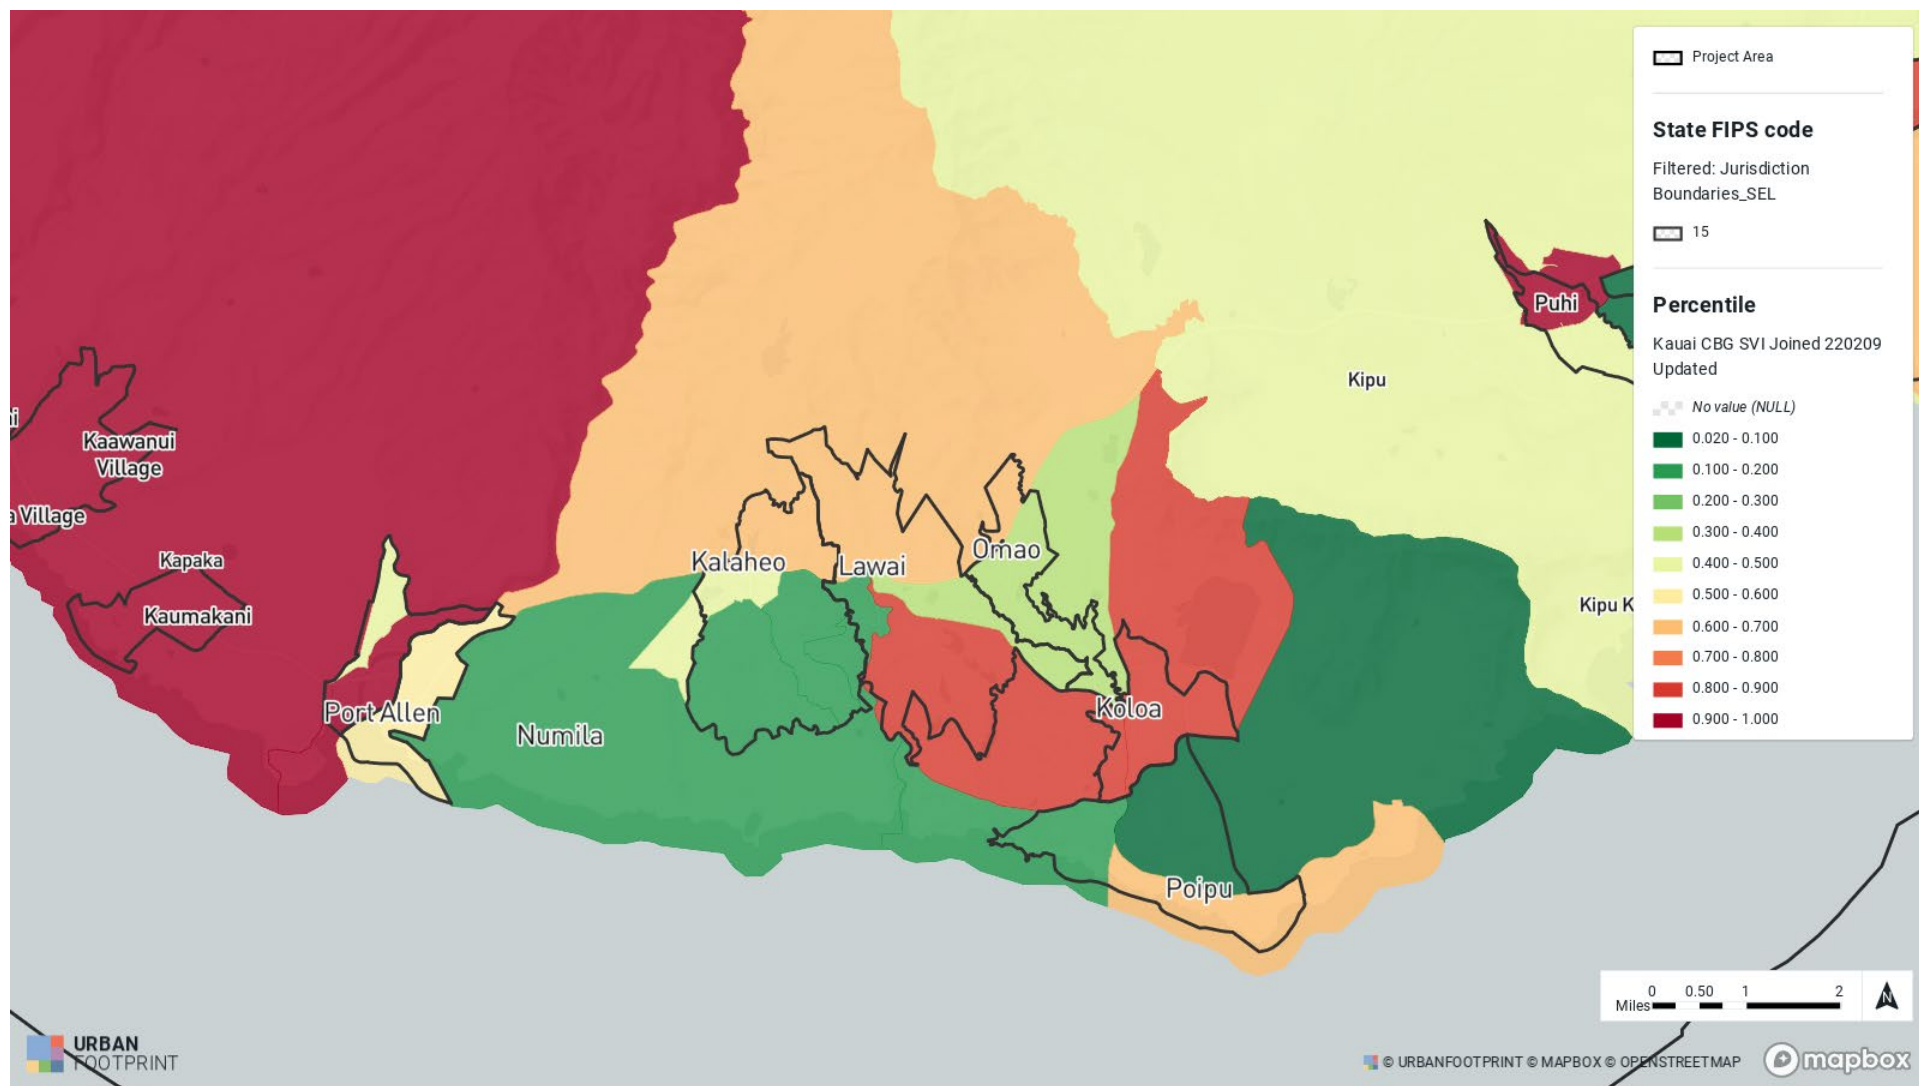 Project Area
State FIPS code
Filtered: Jurisdiction
Boundaries_SEL
15
Percentile
Kauai CBG SVI Joined 220209
Updated
No value (NULL)
0.020 - 0.100
0.100 - 0.200
0.200 - 0.300
0.300 - 0.400
0.400 - 0.500
0.500 - 0.600
0.600 - 0.700
0.700 - 0.800
0.800 - 0.900
0.900 - 1.000
Puhi
Kipu
Kaawanui
Village
Village
Kapaka
Kaumakani
Kalaheo
Lawai
Omao
Kipu K
Port Allen
Numila
Koloa
Poipu
0 0.50 1 2
Miles
N
URBAN
FOOTPRINT
© URBANFOOTPRINT © MAPBOX © OPENSTREETMAP
mapbox